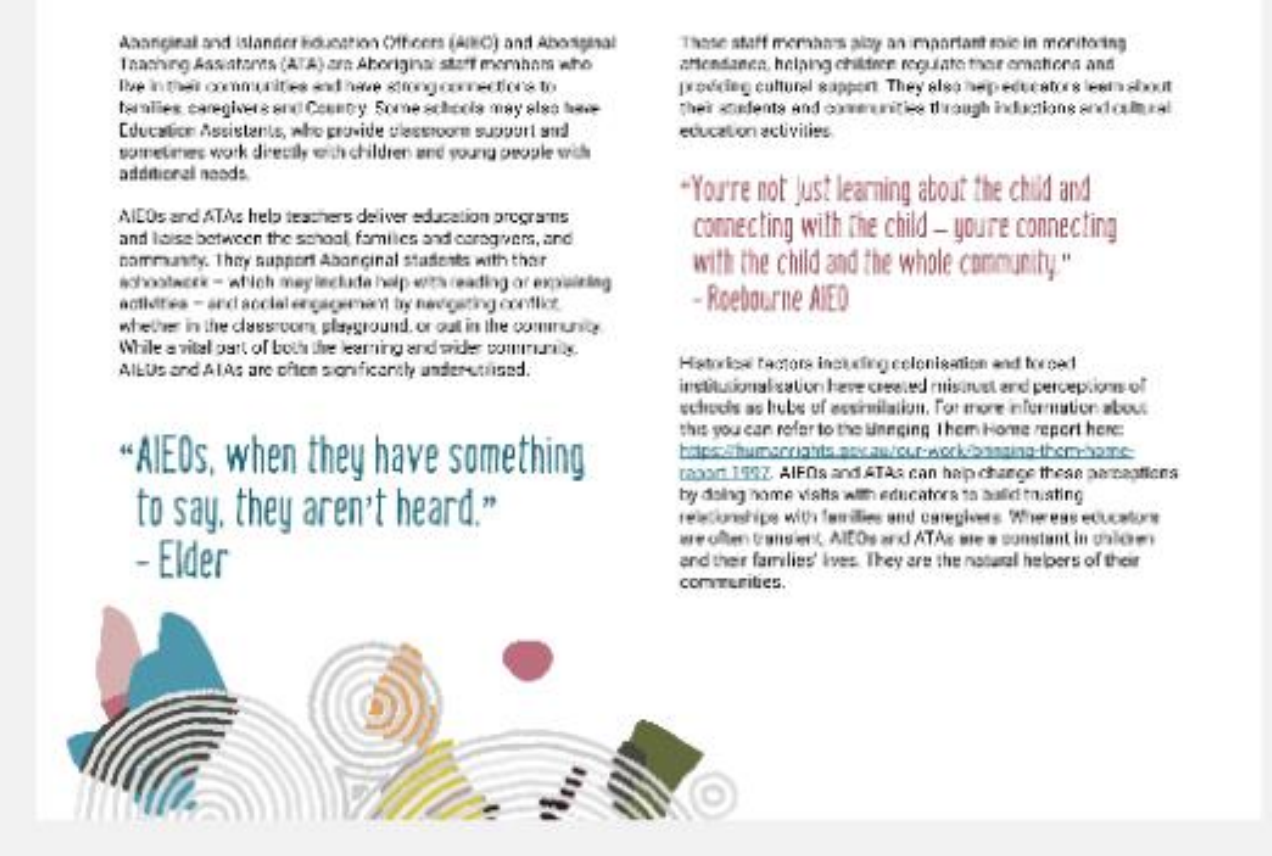 Aboriginal and Islander Education Officers (AIEO) and Aboriginal
Teaching Assistants (ATA) are Aboriginal staff members who
live in their communities and have strong connections to
families, caregivers and Country. Some schools may also have
Education Assistants, who provide classroom support and
sometimes work directly with children and young people with
additional needs.
AIEOs and ATAs help teachers deliver education programs
and liaise between the school, families and caregivers, and
community. They support Aboriginal students with their
schoolwork – which may include help with reading or explaining
activities – and social engagement by navigating conflict,
whether in the classroom, playground, or out in the community.
While a vital part of both the learning and wider community,
AIEOs and ATAs are often significantly under-utilised.
“AIEOs, when they have something
to say, they aren’t heard.”
- Elder
These staff members play an important role in monitoring
attendance, helping children regulate their emotions and
providing cultural support. They also help educators learn about
their students and communities through inductions and cultural
education activities.
“You’re not just learning about the child and
connecting with the child – you’re connecting
with the child and the whole community.”
- Roebourne AIEO
Historical factors including colonisation and forced
institutionalisation have created mistrust and perceptions of
schools as hubs of assimilation. For more information about
this you can refer to the Bringing Them Home report here:
https://humanrights.gov.au/our-work/bringing-them-home-
report-1997. AIEOs and ATAs can help change these perceptions
by doing home visits with educators to build trusting
relationships with families and caregivers. Whereas educators
are often transient, AIEOs and ATAs are a constant in children
and their families’ lives. They are the natural helpers of their
communities.